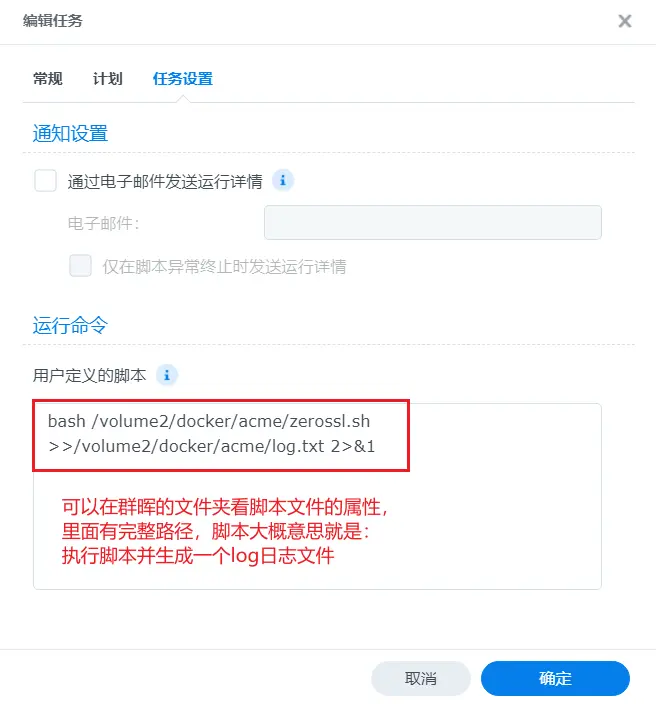 编辑任务
常规 计划 任务设置
通知设置
通过电子邮件发送运行详情
电子邮件:
仅在脚本异常终止时发送运行详情
运行命令
用户定义的脚本
bash /volume2/docker/acme/zerossl.sh
>>/volume2/docker/acme/log.txt 2>&1
可以在群晖的文件夹看脚本文件的属性，
里面有完整路径，脚本大概意思就是：
执行脚本并生成一个log日志文件
取消 确定